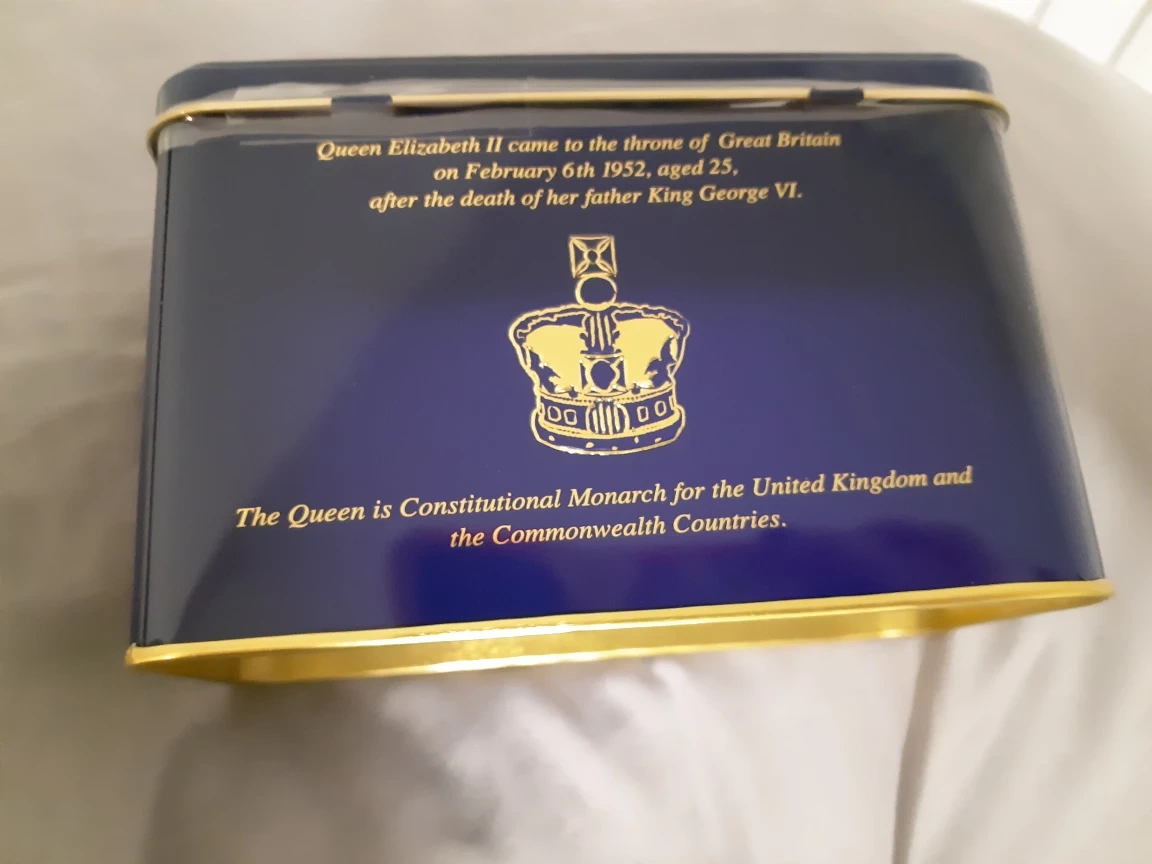 Queen Elizabeth II came to the throne of Great Britain
on February 6th 1952, aged 25,
after the death of her father King George VI.
The Queen is Constitutional Monarch for the United Kingdom and
the Commonwealth Countries.